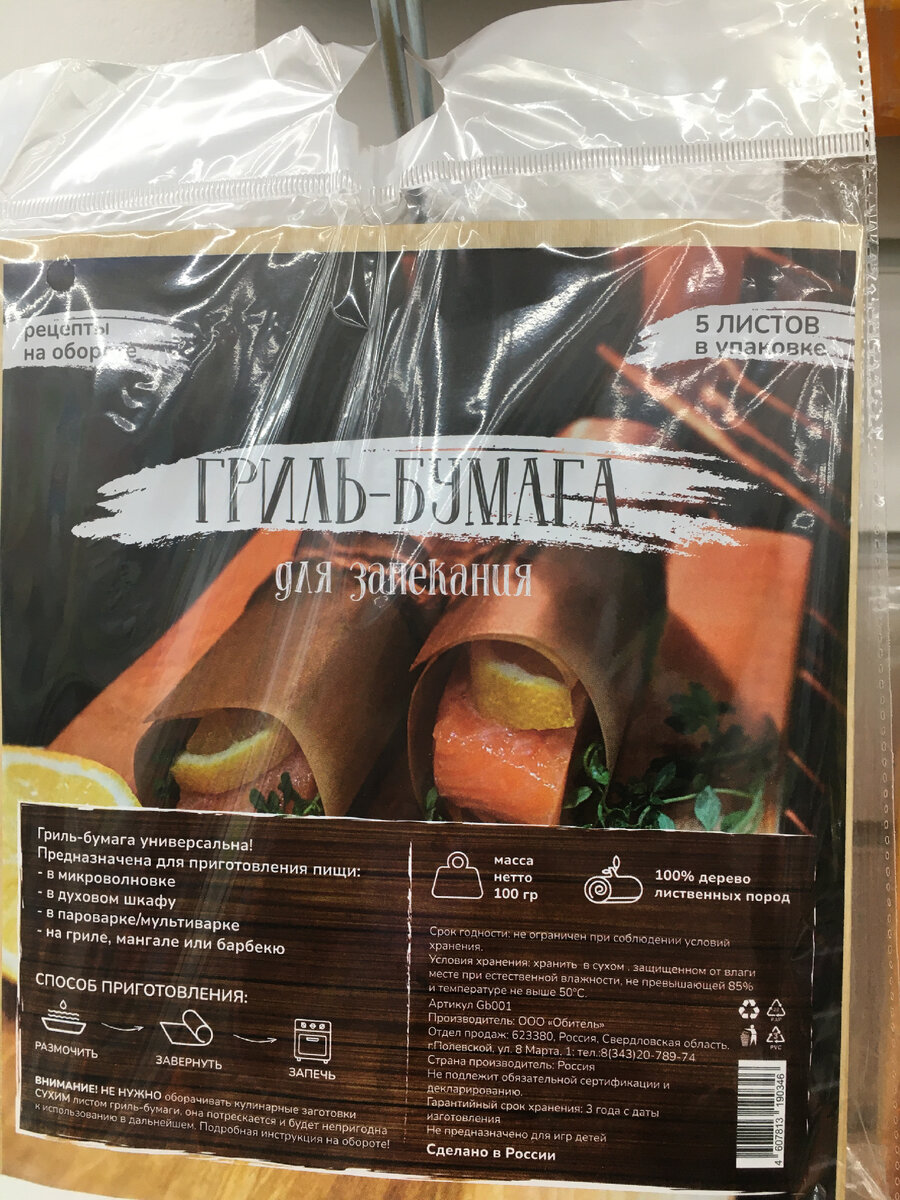 рецепты
на обороте
5 ЛИСТОВ
в упаковке
ГРИЛЬ-БУМАГА
для запекания
Гриль-бумага универсальна!
Предназначена для приготовления пищи:
- в микроволновке
- в духовом шкафу
- в пароварке/мультиварке
- на гриле, мангале или барбекю
СПОСОБ ПРИГОТОВЛЕНИЯ:
РАЗМОЧИТЬ
ЗАВЕРНУТЬ
ЗАПЕЧЬ
ВНИМАНИЕ! НЕ НУЖНО оборачивать кулинарные заготовки
СУХИМ листом гриль-бумаги. она потрескается и будет непригодна
к использованию в дальнейшем. Подробная инструкция на обороте!
масса
нетто
100 гр
100% дерево
лиственных пород
Срок годности: не ограничен при соблюдении условий
хранения.
Условия хранения: хранить в сухом . защищенном от влаги
месте при естественной влажности, не превышающей 85%
и температуре не выше 50°С.
Артикул Gb001
Производитель: ООО «Обитель»
Отдел продаж: 623380, Россия, Свердловская область.
г.Полевской, ул. 8 Марта, 1: тел.:8(343)20-789-74
Страна производитель: Россия
Не подлежит обязательной сертификации и
декларированию.
Гарантийный срок хранения: 3 года с даты
изготовления
Не предназначено для игр детей
Сделано в России
PVC
4 607813 190346